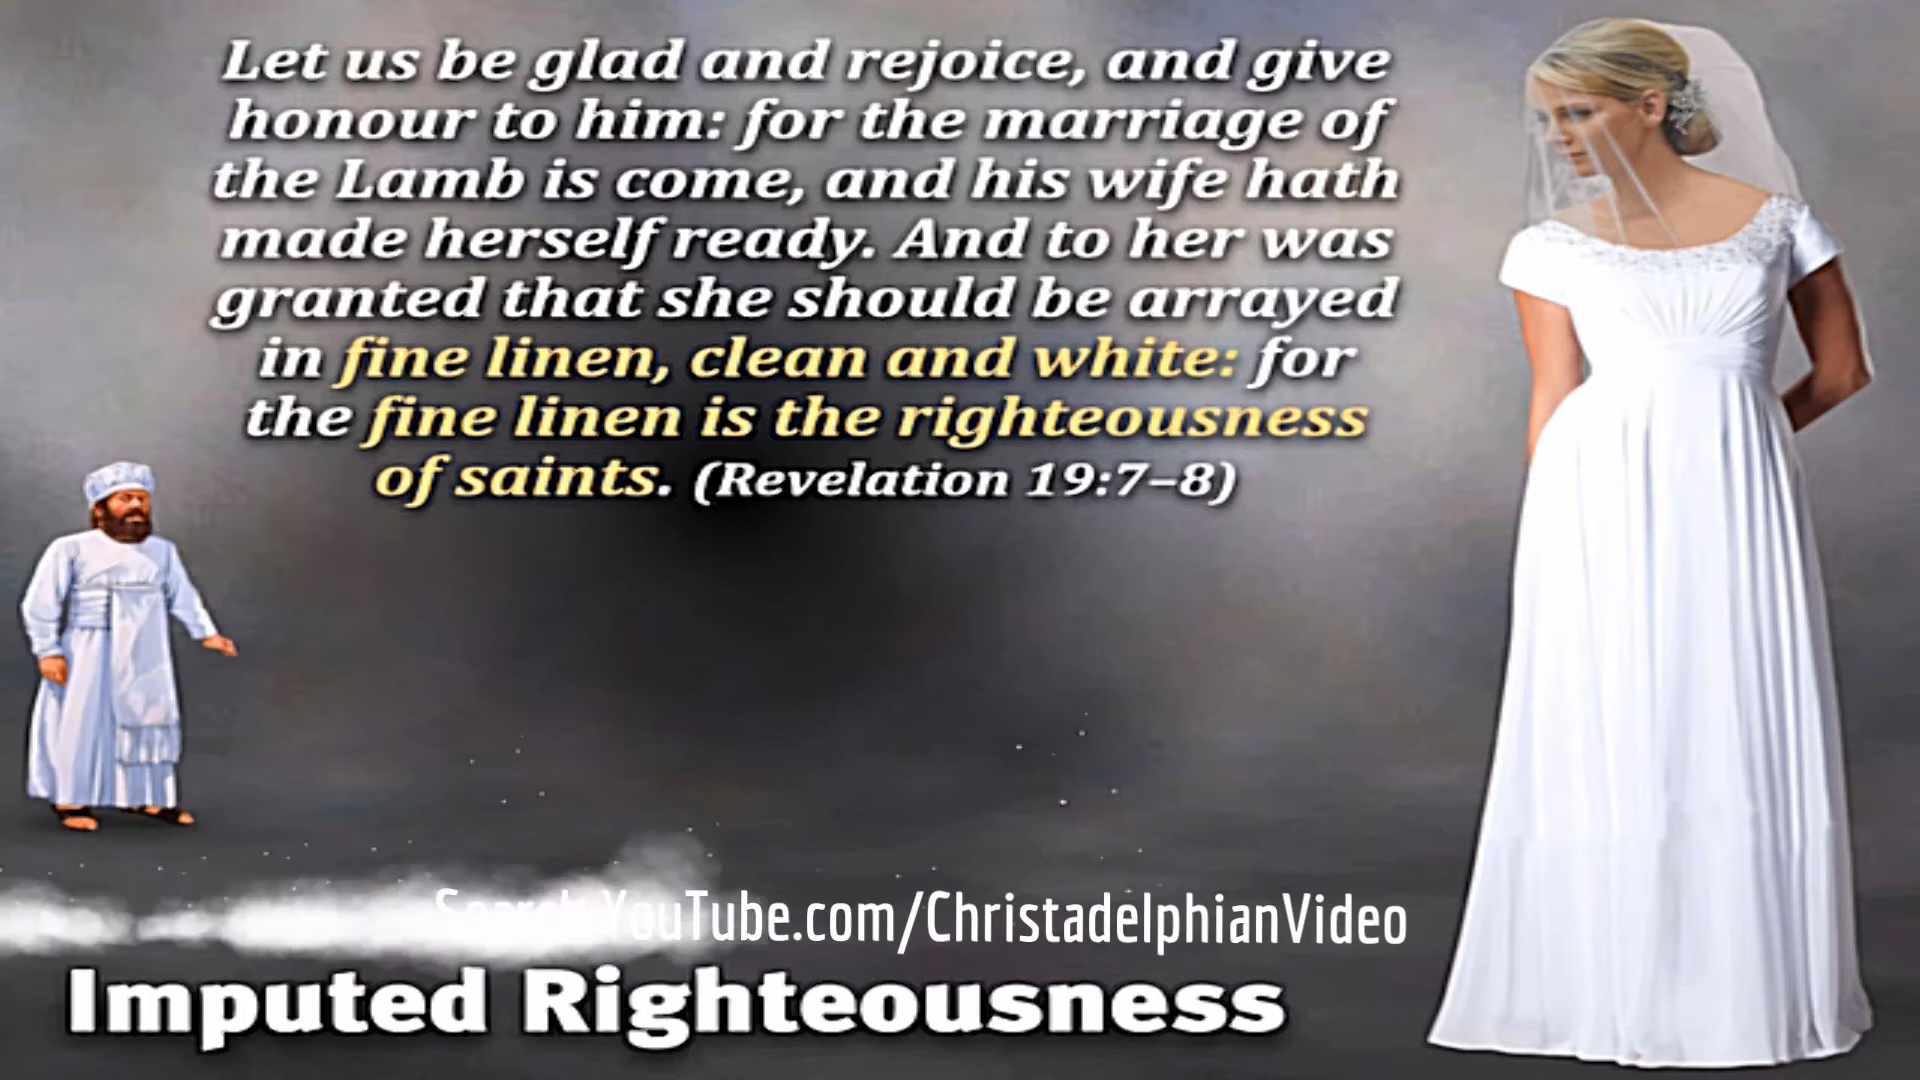 Let us be glad and rejoice, and give
honour to him: for the marriage of
the Lamb is come, and his wife hath
made herself ready. And to her was
granted that she should be arrayed
in fine linen, clean and white: for
the fine linen is the righteousness
of saints. (Revelation 19:7–8)
Search YouTube.com/ChristadelphianVideo
Imputed Righteousness